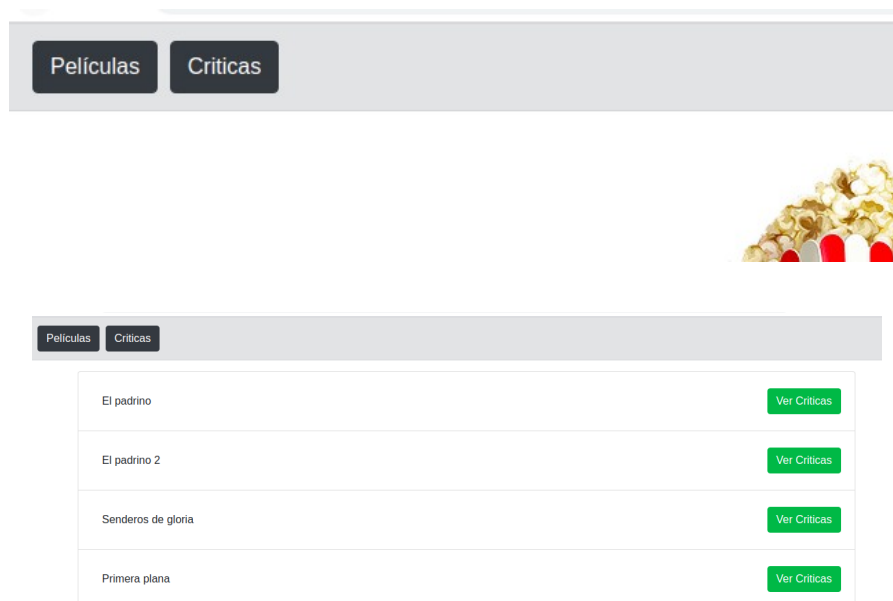 Películas Criticas
Películas Criticas
El padrino Ver Criticas
El padrino 2 Ver Criticas
Senderos de gloria Ver Criticas
Primera plana Ver Criticas